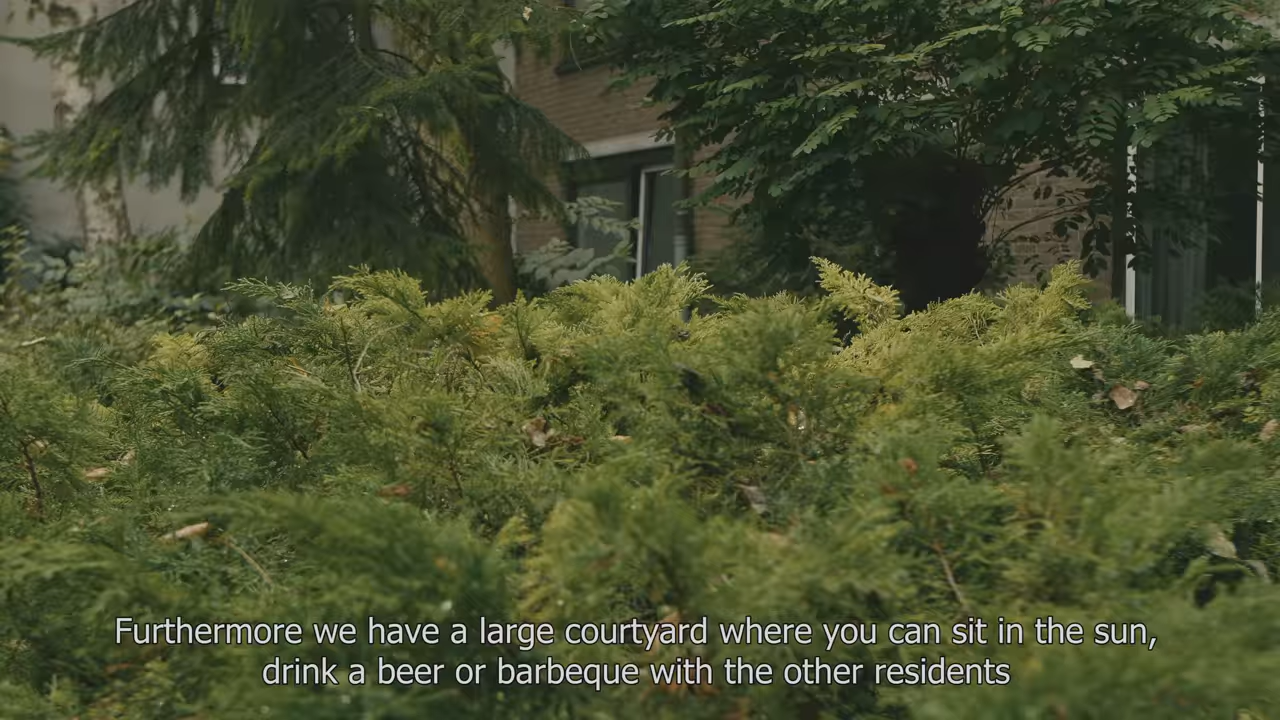 Furthermore we have a large courtyard where you can sit in the sun,
drink a beer or barbeque with the other residents